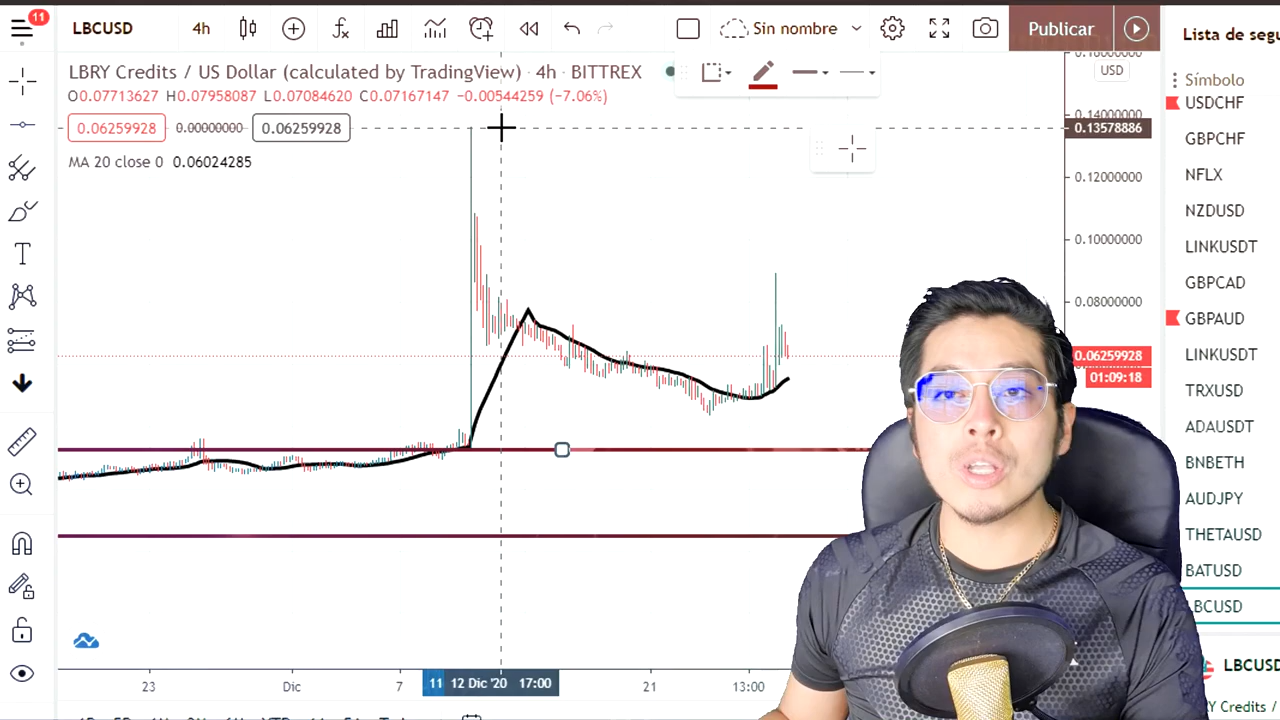 11
LBCUSD
4h
Sin nombre
Publicar
Lista de segu
LBRY Credits / US Dollar (calculated by TradingView) · 4h · BITTREX
USD
Símbolo
O0.07713627 H0.07958087 L0.07084620 C0.07167147 −0.00544259 (−7.06%)
USDCHF
0.06259928 0.00000000 0.06259928
0.14000000
0.13578886
GBPCHF
MA 20 close 0 0.06024285
0.12000000
NFLX
NZDUSD
0.10000000
LINKUSDT
GBPCAD
0.08000000
GBPAUD
0.06259928
LINKUSDT
01:09:18
TRXUSD
ADAUSDT
BNBETH
AUDJPY
THETAUSD
BATUSD
LBCUSD
23
Dic
7
11
12 Dic '20 17:00
21
13:00
LBCUSD
RY Credits /